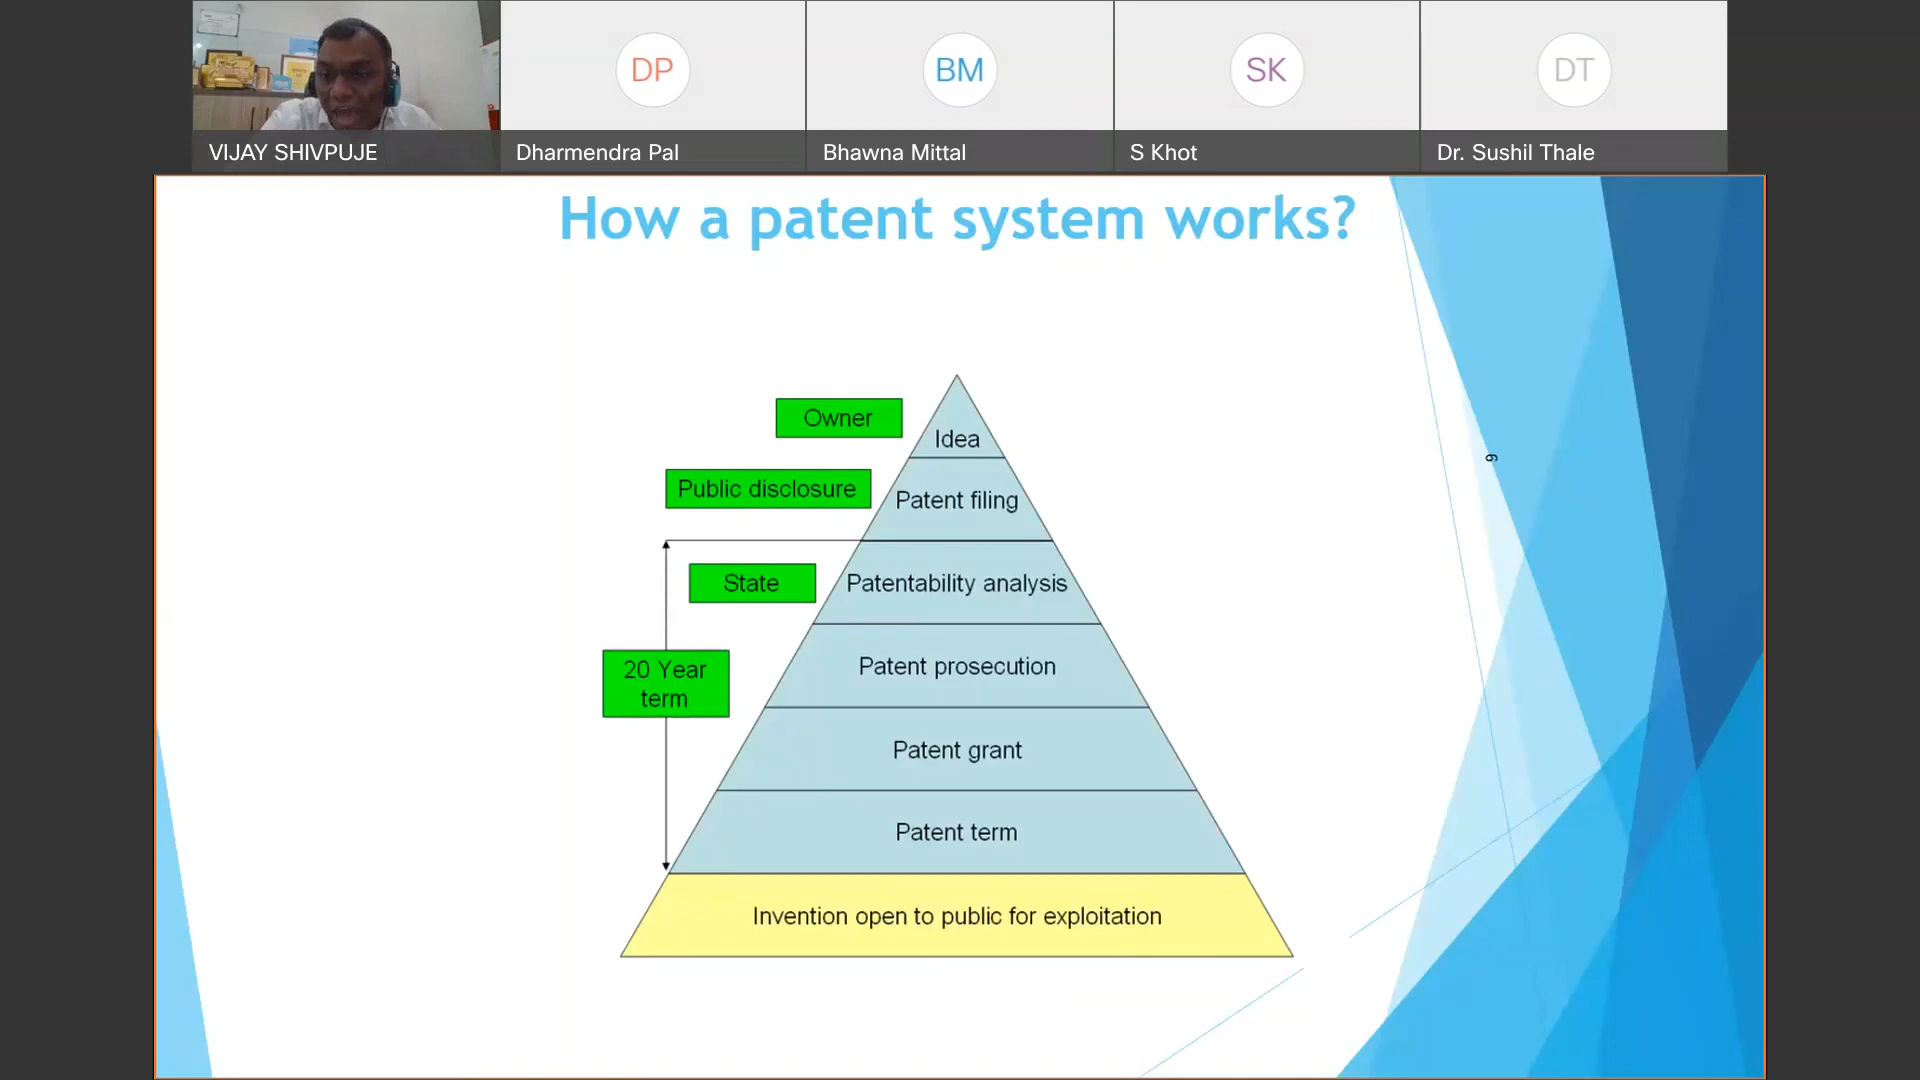 DP
BM
SK
DT
VIJAY SHIVPUJE
Dharmendra Pal
Bhawna Mittal
S Khot
Dr. Sushil Thale
How a patent system works?
Owner
Idea
Public disclosure
Patent filing
State
Patentability analysis
20 Year
term
Patent prosecution
Patent grant
Patent term
Invention open to public for exploitation